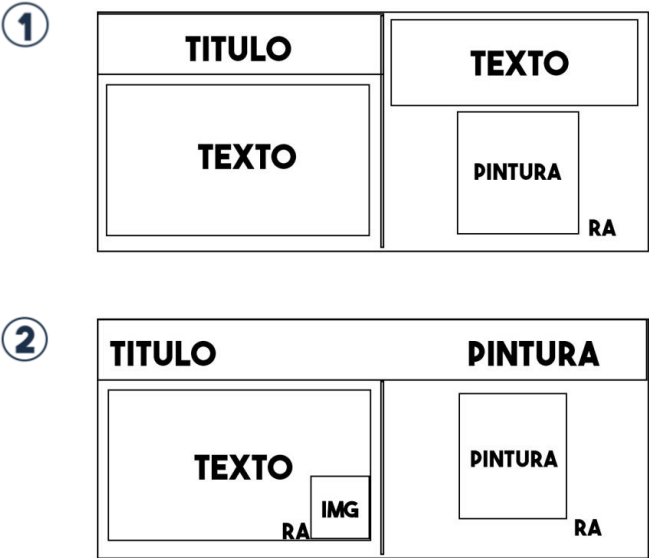 1
TITULO
TEXTO
TEXTO
PINTURA
RA
2
TITULO
PINTURA
TEXTO
IMG
RA
PINTURA
RA